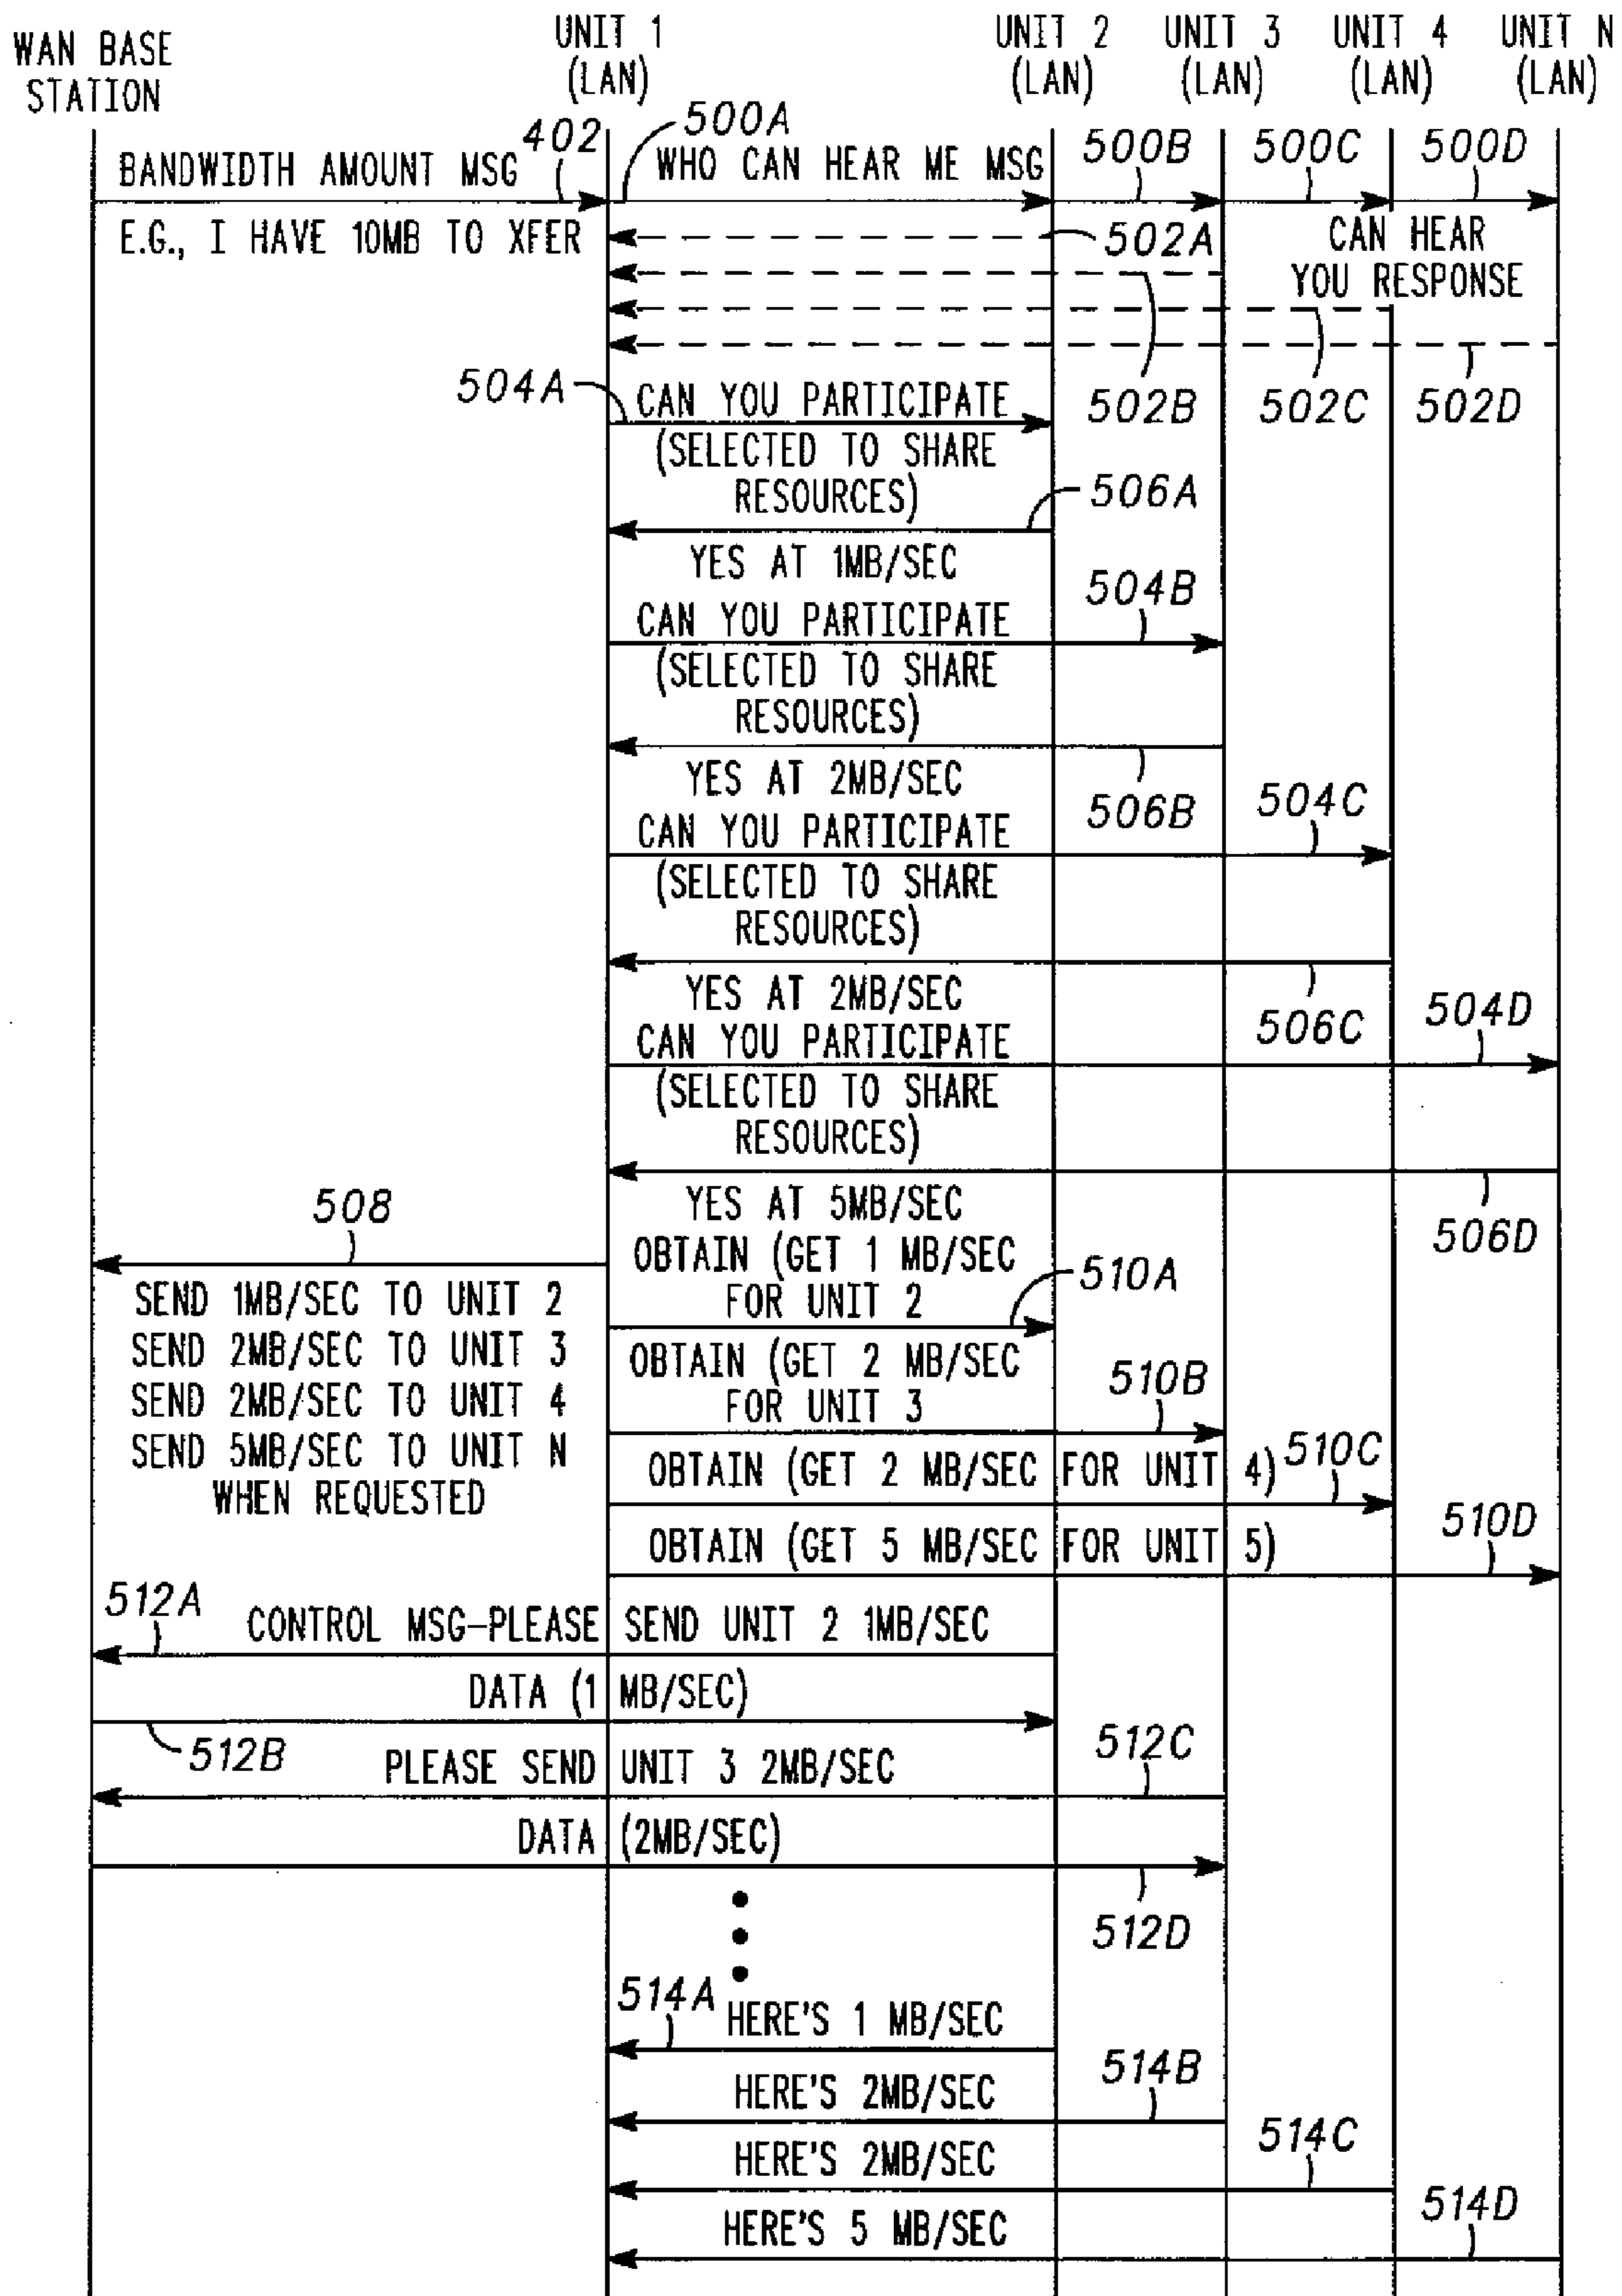 WAN BASE
STATION
UNIT 1
(LAN)
UNIT 2
(LAN)
UNIT 3
(LAN)
UNIT 4
(LAN)
UNIT N
(LAN)
BANDWIDTH AMOUNT MSG
402
E.G., I HAVE 10MB TO XFER
500A
WHO CAN HEAR ME MSG
500B
500C
500D
502A
CAN HEAR
YOU RESPONSE
502B
502C
502D
504A
CAN YOU PARTICIPATE
(SELECTED TO SHARE
RESOURCES)
506A
YES AT 1MB/SEC
504B
CAN YOU PARTICIPATE
(SELECTED TO SHARE
RESOURCES)
YES AT 2MB/SEC
506B
504C
CAN YOU PARTICIPATE
(SELECTED TO SHARE
RESOURCES)
YES AT 2MB/SEC
506C
504D
CAN YOU PARTICIPATE
(SELECTED TO SHARE
RESOURCES)
YES AT 5MB/SEC
506D
508
SEND 1MB/SEC TO UNIT 2
SEND 2MB/SEC TO UNIT 3
SEND 2MB/SEC TO UNIT 4
SEND 5MB/SEC TO UNIT N
WHEN REQUESTED
OBTAIN (GET 1 MB/SEC
FOR UNIT 2
510A
OBTAIN (GET 2 MB/SEC
FOR UNIT 3
510B
OBTAIN (GET 2 MB/SEC FOR UNIT 4)
510C
OBTAIN (GET 5 MB/SEC FOR UNIT 5)
510D
512A
CONTROL MSG-PLEASE SEND UNIT 2 1MB/SEC
DATA (1 MB/SEC)
512B
PLEASE SEND UNIT 3 2MB/SEC
512C
DATA (2MB/SEC)
512D
514A
HERE'S 1 MB/SEC
514B
HERE'S 2MB/SEC
514C
HERE'S 2MB/SEC
514D
HERE'S 5 MB/SEC